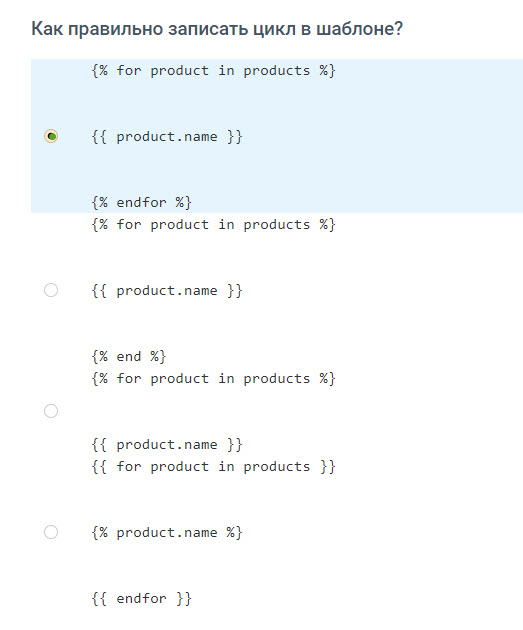 Как правильно записать цикл в шаблоне?
{% for product in products %}
{{ product.name }}
{% endfor %}
{% for product in products %}
{{ product.name }}
{% end %}
{% for product in products %}
{{ product.name }}
{{ for product in products }}
{% product.name %}
{{ endfor }}